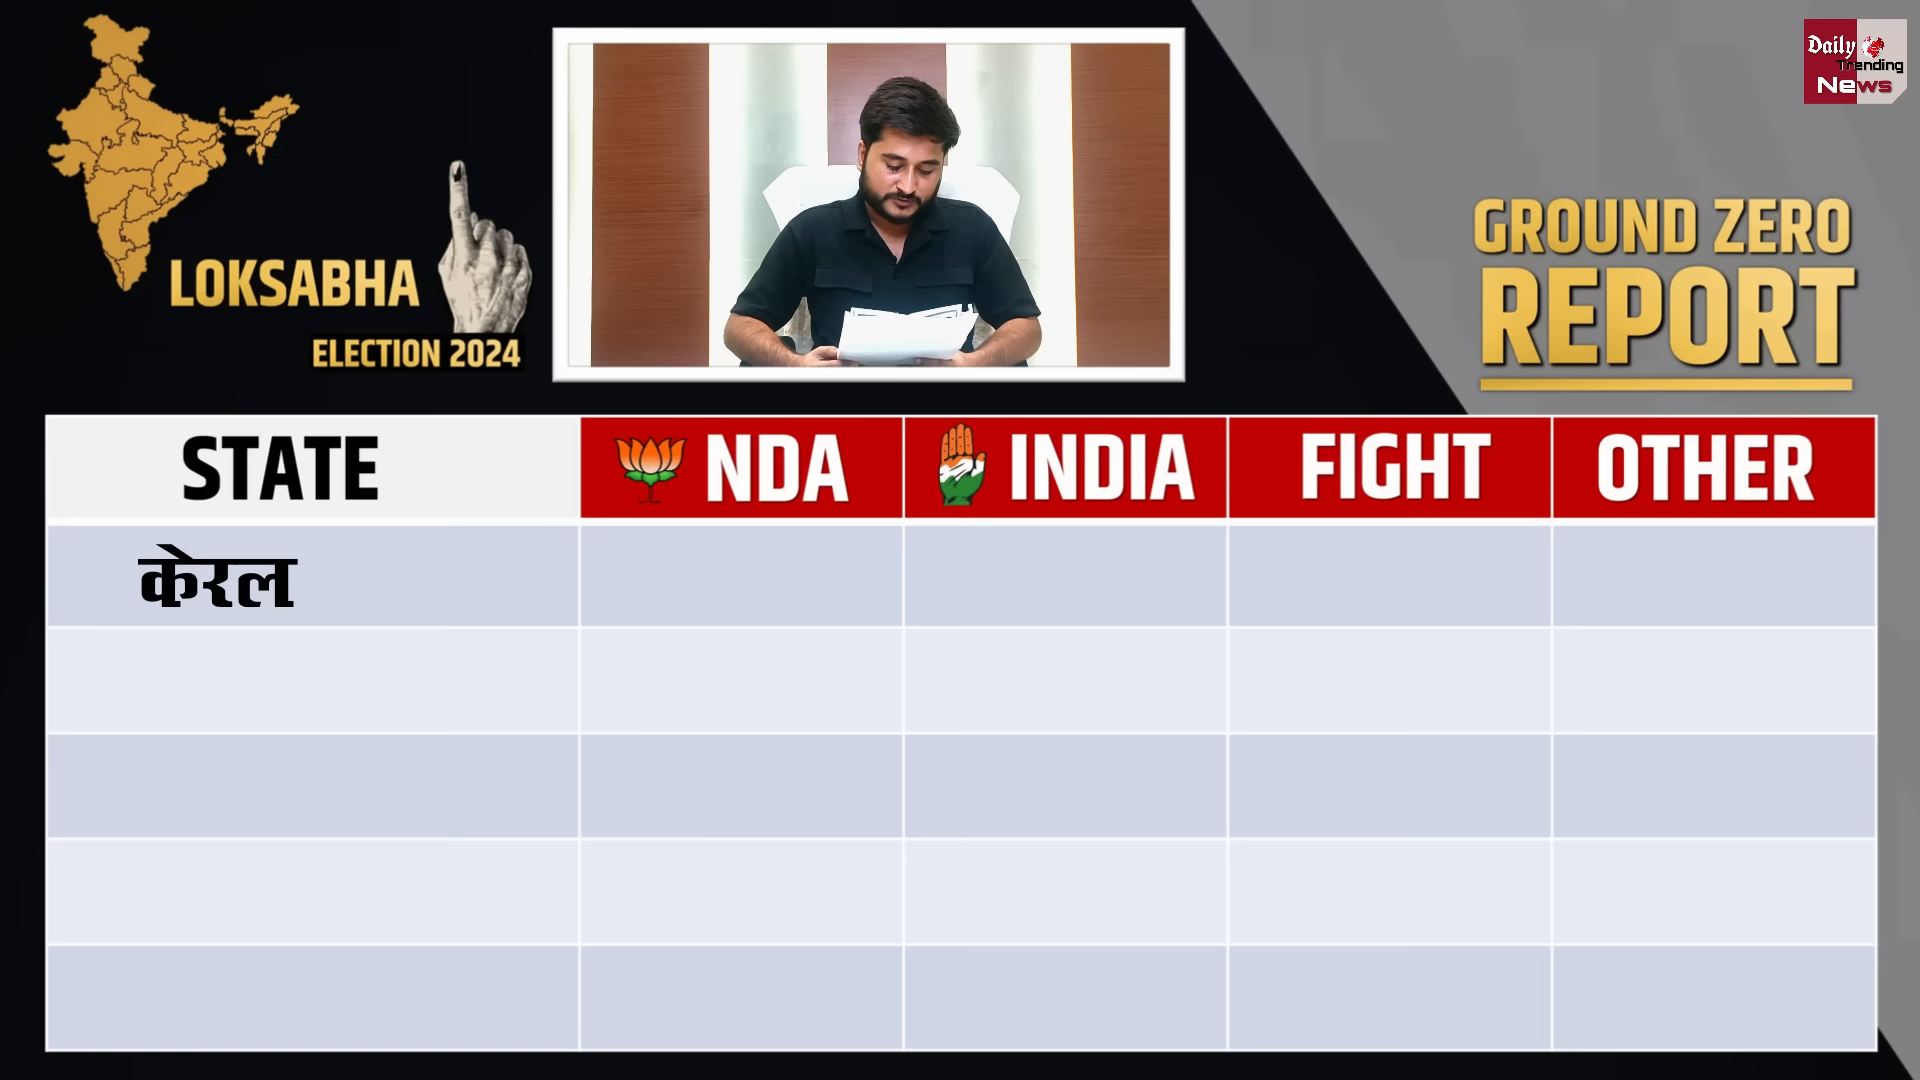 LOKSABHA
ELECTION 2024
Daily
Trending
News
GROUND ZERO
REPORT
STATE
NDA
INDIA
FIGHT
OTHER
केरल